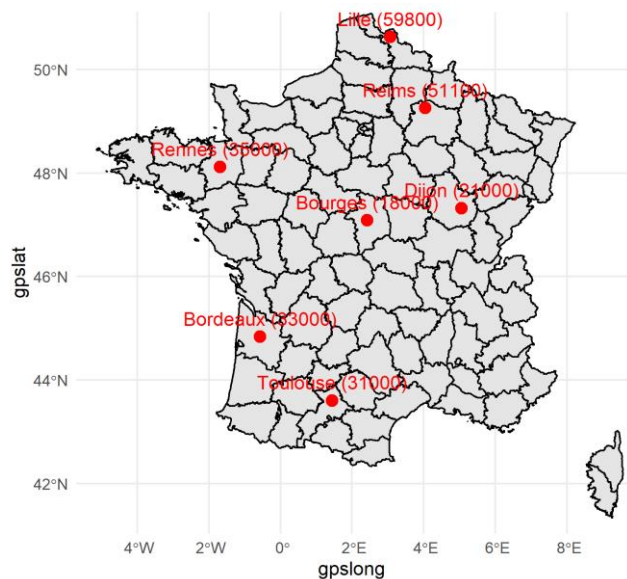 Lille (59800)
50°N
Reims (51100)
Rennes (35000)
48°N
Dijon (21000)
Bourges (18000)
gpslat
46°N
Bordeaux (33000)
44°N
Toulouse (31000)
42°N
4°W
2°W
0°
2°E
4°E
6°E
8°E
gpslong